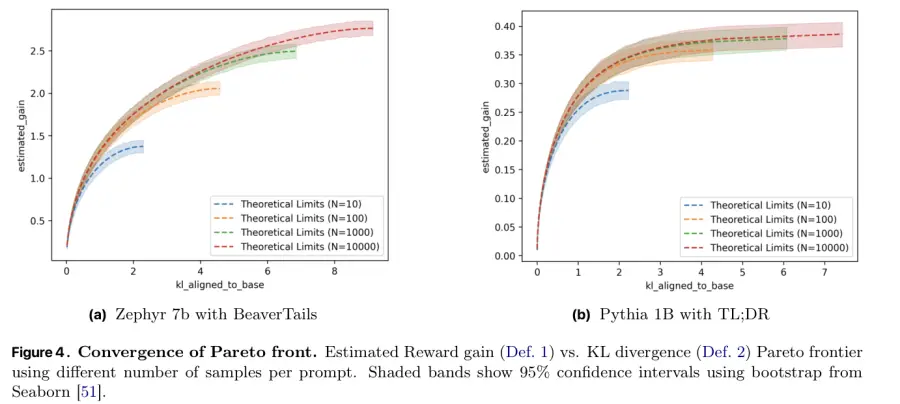 2.5
2.0
1.5
1.0
0.5
estimated_gain
0 2 4 6 8
kl_aligned_to_base
Theoretical Limits (N=10)
Theoretical Limits (N=100)
Theoretical Limits (N=1000)
Theoretical Limits (N=10000)
(a) Zephyr 7b with BeaverTails
0.40
0.35
0.30
0.25
0.20
0.15
0.10
0.05
0.00
estimated_gain
0 1 2 3 4 5 6 7
kl_aligned_to_base
Theoretical Limits (N=10)
Theoretical Limits (N=100)
Theoretical Limits (N=1000)
Theoretical Limits (N=10000)
(b) Pythia 1B with TL;DR
Figure 4. Convergence of Pareto front. Estimated Reward gain (Def. 1) vs. KL divergence (Def. 2) Pareto frontier
using different number of samples per prompt. Shaded bands show 95% confidence intervals using bootstrap from
Seaborn [51].